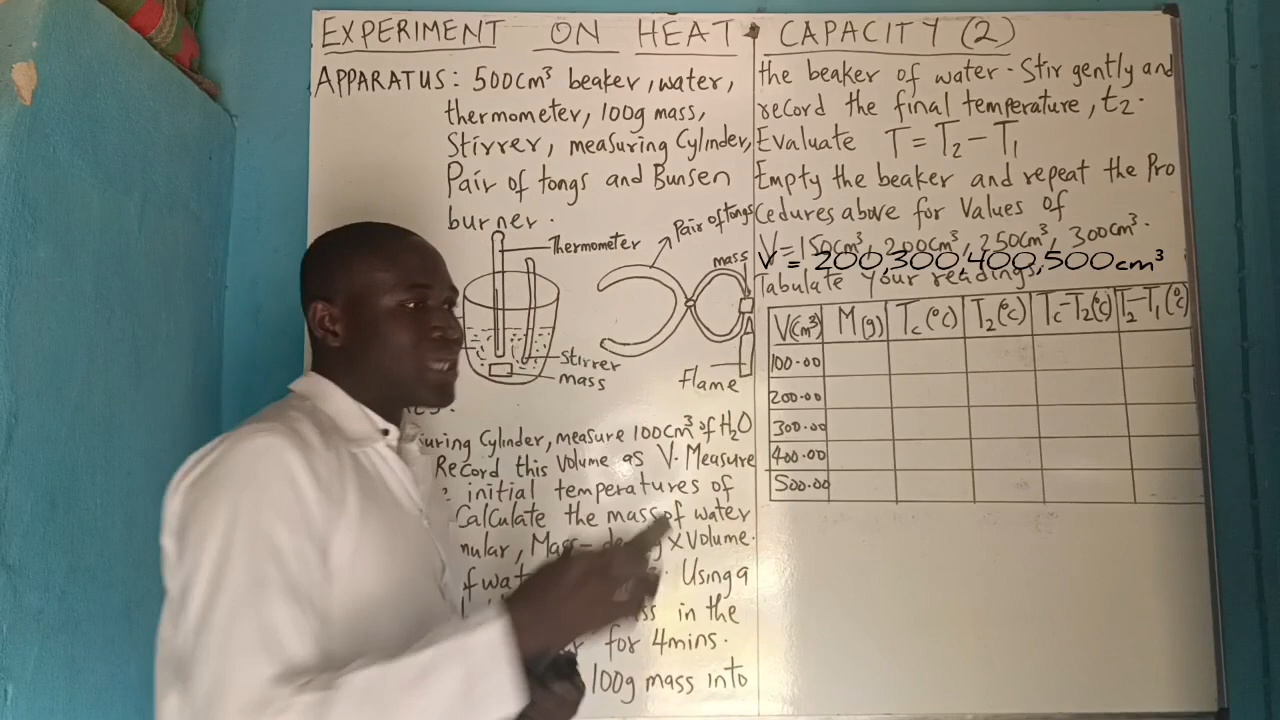 EXPERIMENT ON HEAT CAPACITY (2)
APPARATUS: 500cm³ beaker, water,
thermometer, 100g mass,
Stirrer, measuring Cylinder,
Pair of tongs and Bunsen
burner.
Thermometer
Stirrer
mass
Pair of tongs
mass
Flame
Cylinder, measure 100cm³ of H₂O
Record this Volume as V. Measure
initial temperatures of
Calculate the mass of water
Mass = x Volume.
Using a
in the
for 4mins.
100g mass into
the beaker of water. Stir gently and
record the final temperature, t₂.
Evaluate T = T₂ - T₁
Empty the beaker and repeat the Pro
cedures above for Values of
V = 150cm³, 200cm³, 250cm³, 300cm³.
V = 200,300,400,500cm³
Tabulate your readings.
V(cm³) M(g) Tc(°c) T₂(°c) Tc-T₂(°c) T₂-T₁(°c)
100.00
200.00
300.00
400.00
500.00